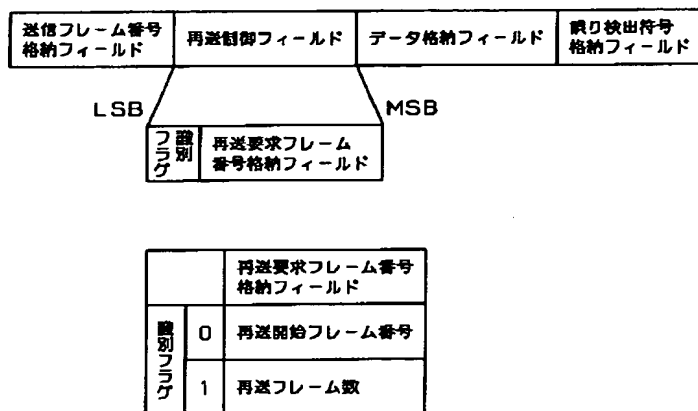 送信フレーム番号
格納フィールド
再送制御フィールド
データ格納フィールド
誤り検出符号
格納フィールド
LSB
MSB
識別
フラグ
再送要求フレーム
番号格納フィールド
再送要求フレーム番号
格納フィールド
識別フラグ
0
再送開始フレーム番号
1
再送フレーム数